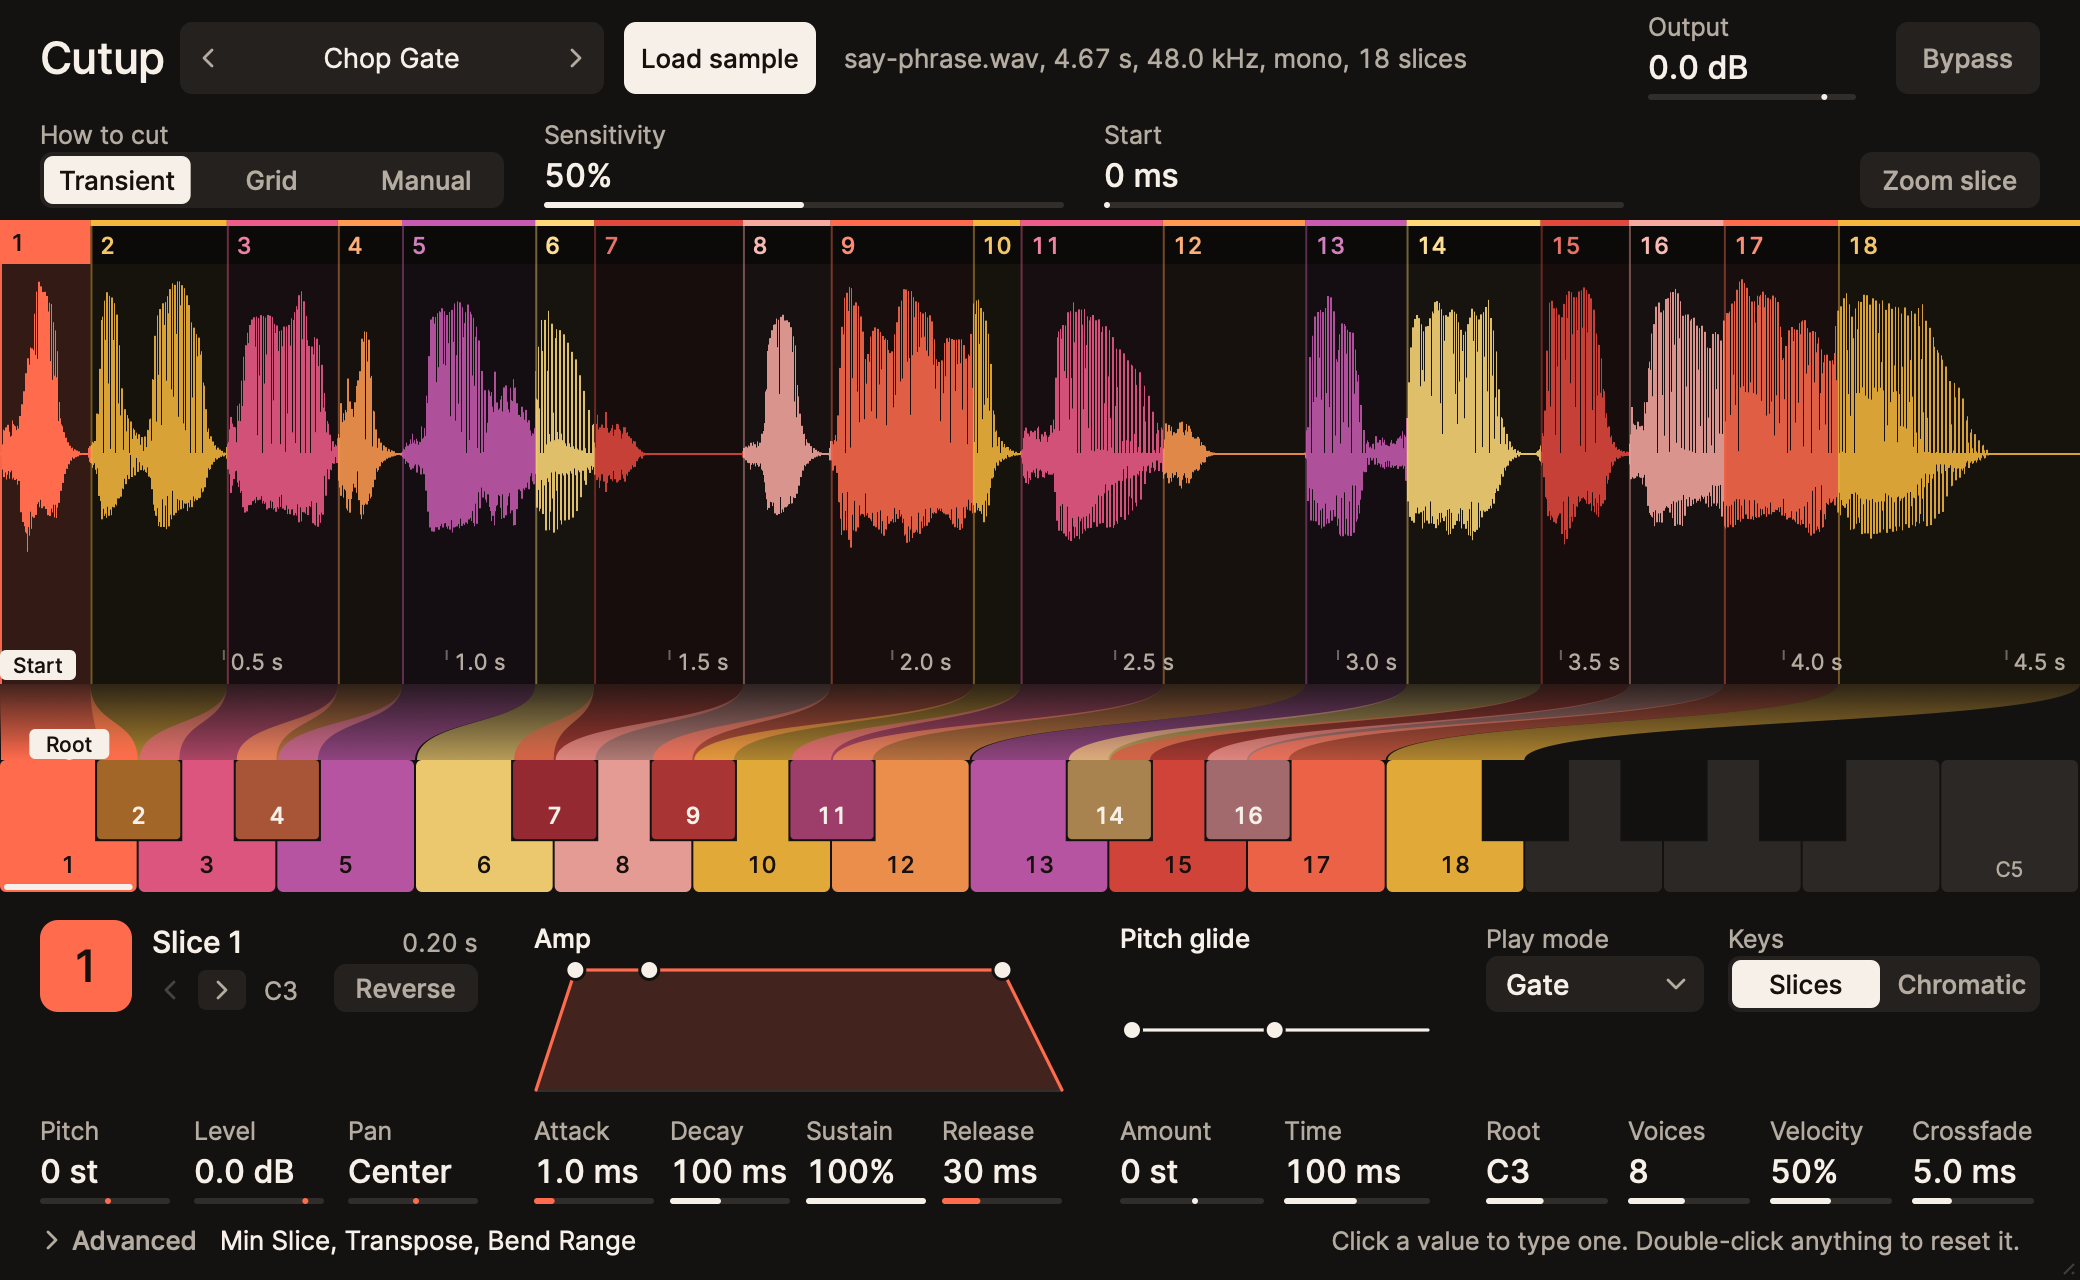 Cutup
Chop Gate
Load sample
say-phrase.wav, 4.67 s, 48.0 kHz, mono, 18 slices
Output
0.0 dB
Bypass
How to cut
Transient Grid Manual
Sensitivity
50%
Start
0 ms
Zoom slice
1 2 3 4 5 6 7 8 9 10 11 12 13 14 15 16 17 18
0.5 s 1.0 s 1.5 s 2.0 s 2.5 s 3.0 s 3.5 s 4.0 s 4.5 s
Start
Root
2 4 7 9 11 14 16
1 3 5 6 8 10 12 13 15 17 18 C5
1
Slice 1
0.20 s
C3
Reverse
Amp
Pitch glide
Play mode
Gate
Keys
Slices Chromatic
Pitch
0 st
Level
0.0 dB
Pan
Center
Attack
1.0 ms
Decay
100 ms
Sustain
100%
Release
30 ms
Amount
0 st
Time
100 ms
Root
C3
Voices
8
Velocity
50%
Crossfade
5.0 ms
Advanced Min Slice, Transpose, Bend Range
Click a value to type one. Double-click anything to reset it.